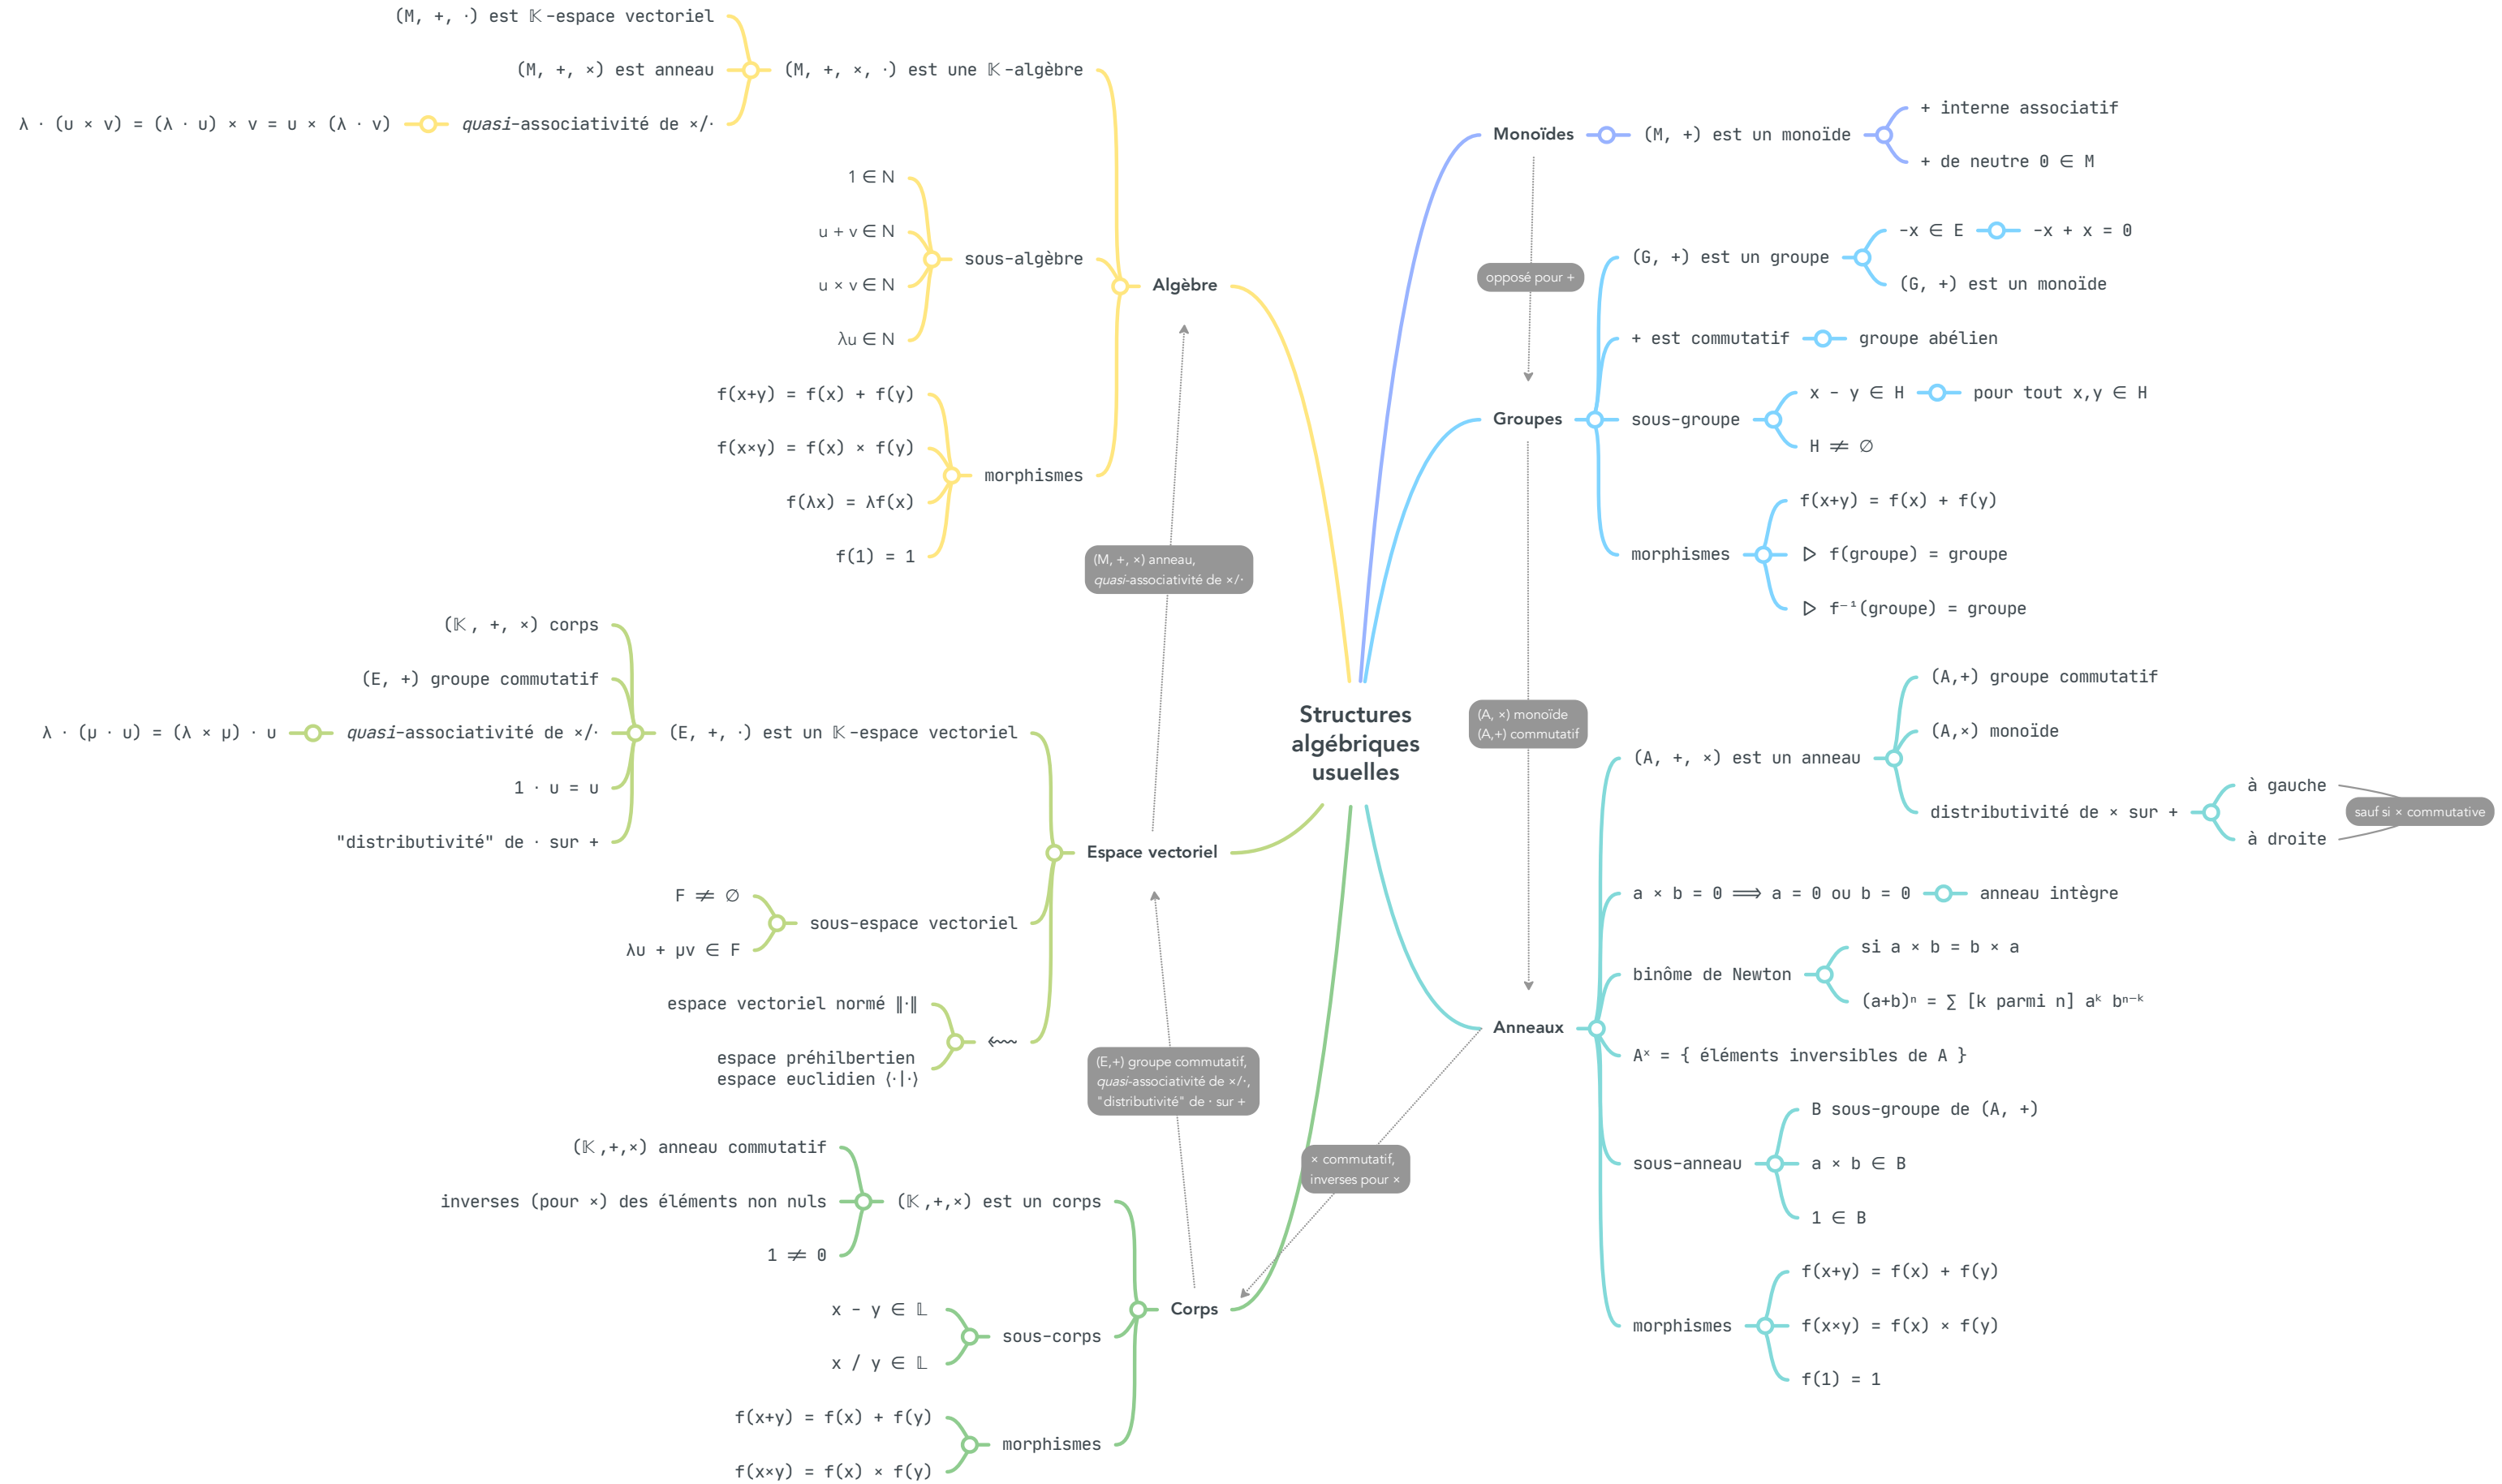 Structures
algébriques
usuelles
Monoïdes
(M, +) est un monoïde
+ interne associatif
+ de neutre 0 ∈ M
opposé pour +
Groupes
(G, +) est un groupe
-x ∈ E
-x + x = 0
(G, +) est un monoïde
+ est commutatif
groupe abélien
sous-groupe
x - y ∈ H
pour tout x,y ∈ H
H ≠ ∅
morphismes
f(x+y) = f(x) + f(y)
▷ f(groupe) = groupe
▷ f⁻¹(groupe) = groupe
(A, ×) monoïde
(A,+) commutatif
Anneaux
(A, +, ×) est un anneau
(A,+) groupe commutatif
(A,×) monoïde
distributivité de × sur +
à gauche
à droite
sauf si × commutative
a × b = 0 ⟹ a = 0 ou b = 0
anneau intègre
binôme de Newton
si a × b = b × a
(a+b)ⁿ = ∑ [k parmi n] aᵏ bⁿ⁻ᵏ
Aˣ = { éléments inversibles de A }
sous-anneau
B sous-groupe de (A, +)
a × b ∈ B
1 ∈ B
morphismes
f(x+y) = f(x) + f(y)
f(x×y) = f(x) × f(y)
f(1) = 1
× commutatif,
inverses pour ×
Corps
(𝕂,+,×) est un corps
(𝕂,+,×) anneau commutatif
inverses (pour ×) des éléments non nuls
1 ≠ 0
sous-corps
x - y ∈ 𝕃
x / y ∈ 𝕃
morphismes
f(x+y) = f(x) + f(y)
f(x×y) = f(x) × f(y)
(E,+) groupe commutatif,
quasi-associativité de ×/·,
"distributivité" de · sur +
Espace vectoriel
(E, +, ·) est un 𝕂-espace vectoriel
(𝕂, +, ×) corps
(E, +) groupe commutatif
quasi-associativité de ×/·
λ · (µ · u) = (λ × µ) · u
1 · u = u
"distributivité" de · sur +
sous-espace vectoriel
F ≠ ∅
λu + µv ∈ F
⬳
espace vectoriel normé ‖·‖
espace préhilbertien
espace euclidien ⟨·|·⟩
(M, +, ×) anneau,
quasi-associativité de ×/·
Algèbre
(M, +, ×, ·) est une 𝕂-algèbre
(M, +, ·) est 𝕂-espace vectoriel
(M, +, ×) est anneau
quasi-associativité de ×/·
λ · (u × v) = (λ · u) × v = u × (λ · v)
sous-algèbre
1 ∈ N
u + v ∈ N
u × v ∈ N
λu ∈ N
morphismes
f(x+y) = f(x) + f(y)
f(x×y) = f(x) × f(y)
f(λx) = λf(x)
f(1) = 1